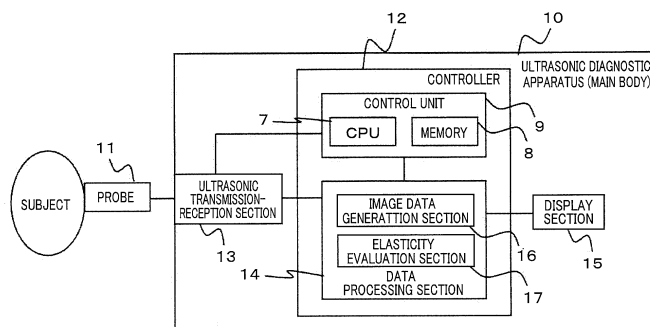 12
10
ULTRASONIC DIAGNOSTIC
APPARATUS (MAIN BODY)
CONTROLLER
CONTROL UNIT
7
CPU
MEMORY
9
8
11
SUBJECT
PROBE
ULTRASONIC
TRANSMISSION-
RECEPTION SECTION
13
IMAGE DATA
GENERATTION SECTION
16
ELASTICITY
EVALUATION SECTION
17
14
DATA
PROCESSING SECTION
DISPLAY
SECTION
15